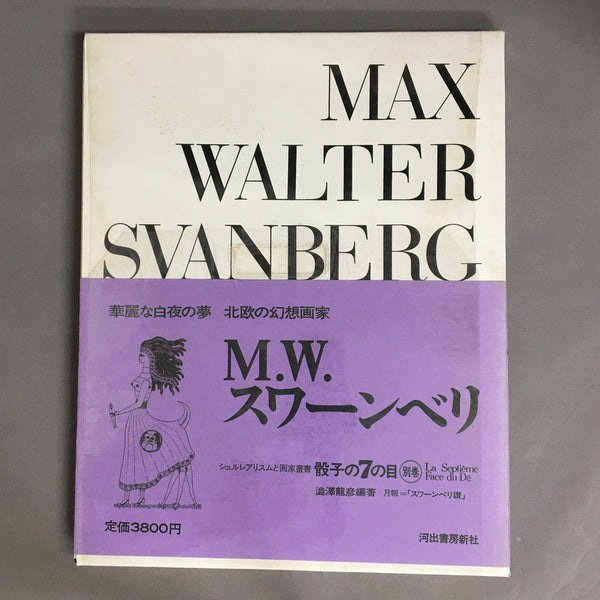 MAX
WALTER
SVANBERG
華麗な白夜の夢 北欧の幻想画家
M.W.
スワーンベリ
シュルレアリスムと画家叢書 骰子の7の目 別巻 La Septième
Face du Dé
澁澤龍彦編著 月報=「スワーンベリ讃」
定価3800円
河出書房新社